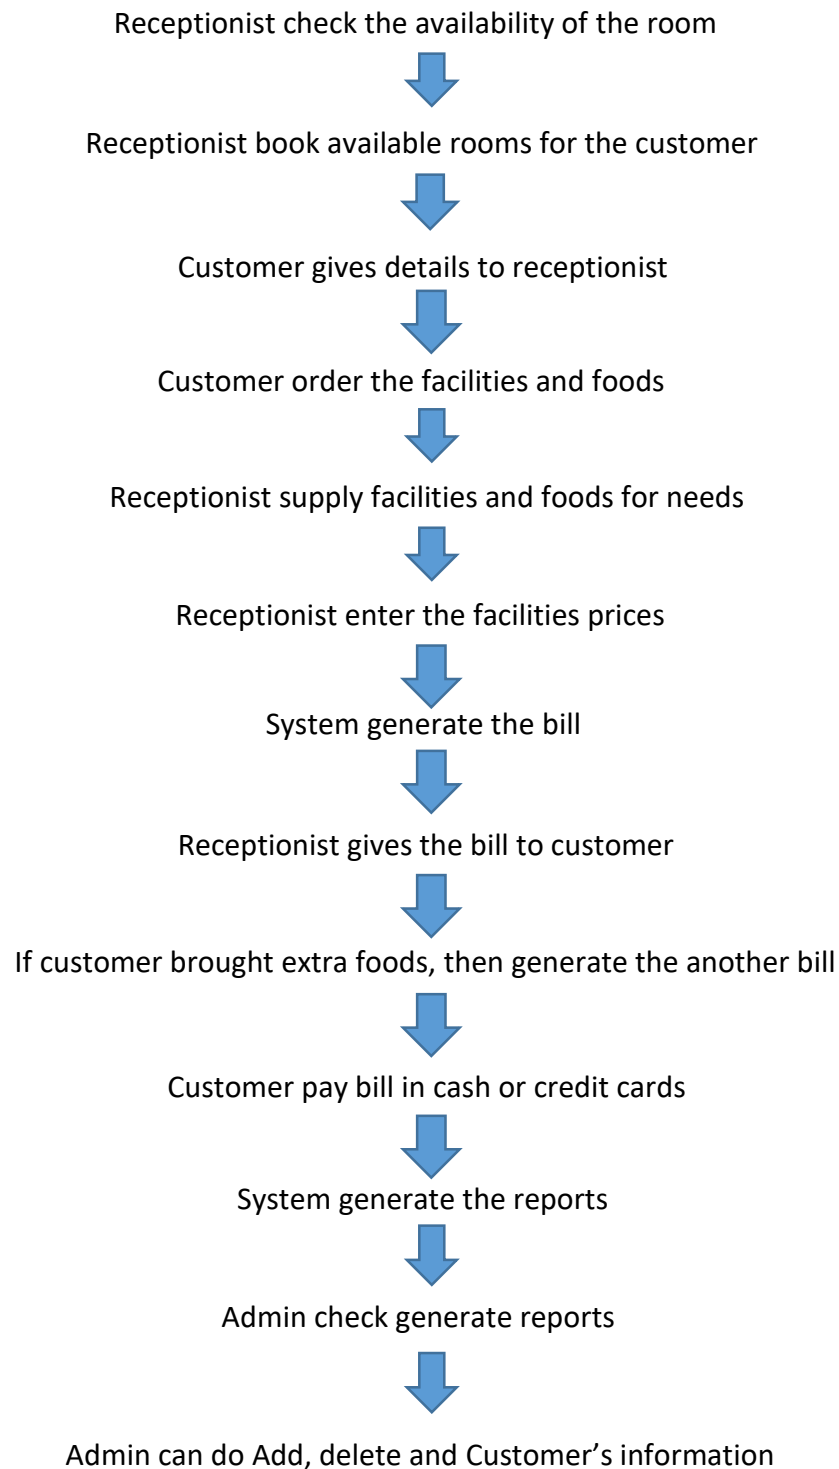 Receptionist check the availability of the room
Receptionist book available rooms for the customer
Customer gives details to receptionist
Customer order the facilities and foods
Receptionist supply facilities and foods for needs
Receptionist enter the facilities prices
System generate the bill
Receptionist gives the bill to customer
If customer brought extra foods, then generate the another bill
Customer pay bill in cash or credit cards
System generate the reports
Admin check generate reports
Admin can do Add, delete and Customer’s information